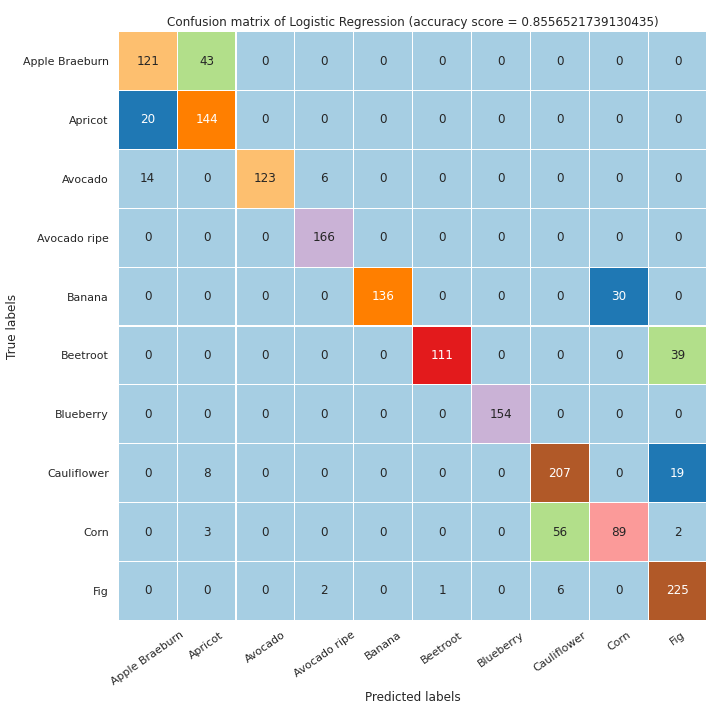 Confusion matrix of Logistic Regression (accuracy score = 0.8556521739130435)
Apple Braeburn 121 43 0 0 0 0 0 0 0 0
Apricot 20 144 0 0 0 0 0 0 0 0
Avocado 14 0 123 6 0 0 0 0 0 0
Avocado ripe 0 0 0 166 0 0 0 0 0 0
Banana 0 0 0 0 136 0 0 0 30 0
Beetroot 0 0 0 0 0 111 0 0 0 39
Blueberry 0 0 0 0 0 0 154 0 0 0
Cauliflower 0 8 0 0 0 0 0 207 0 19
Corn 0 3 0 0 0 0 0 56 89 2
Fig 0 0 0 2 0 1 0 6 0 225
True labels
Apple Braeburn Apricot Avocado Avocado ripe Banana Beetroot Blueberry Cauliflower Corn Fig
Predicted labels